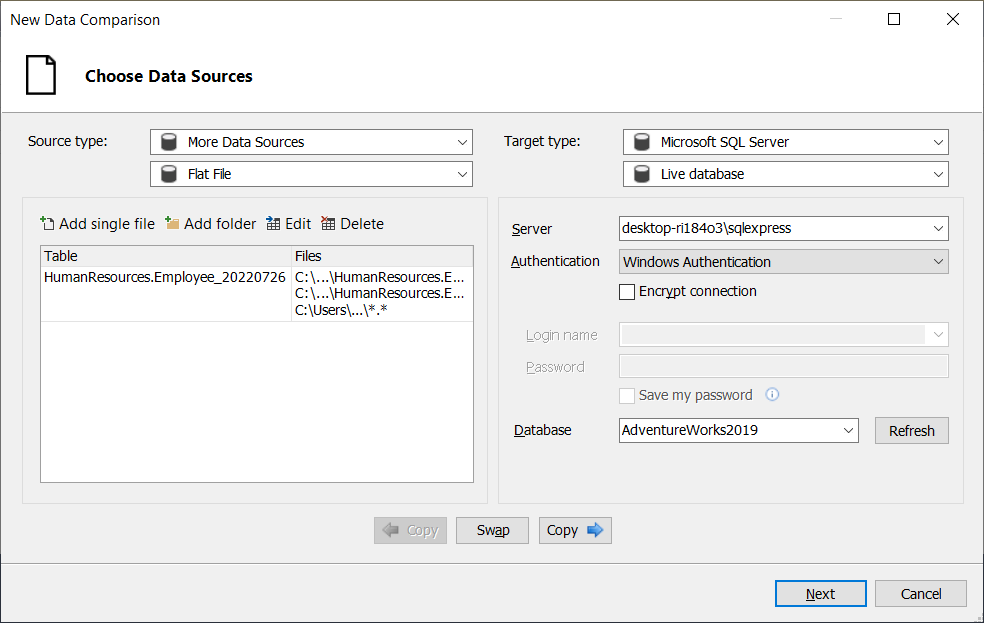 New Data Comparison
Choose Data Sources
Source type:
More Data Sources
Flat File
Target type:
Microsoft SQL Server
Live database
Add single file Add folder Edit Delete
Table Files
HumanResources.Employee_20220726 C:\...\HumanResources.E...
C:\...\HumanResources.E...
C:\Users\...\*.*
Server desktop-ri184o3\sqlexpress
Authentication Windows Authentication
Encrypt connection
Login name
Password
Save my password
Database AdventureWorks2019 Refresh
Copy Swap Copy
Next Cancel